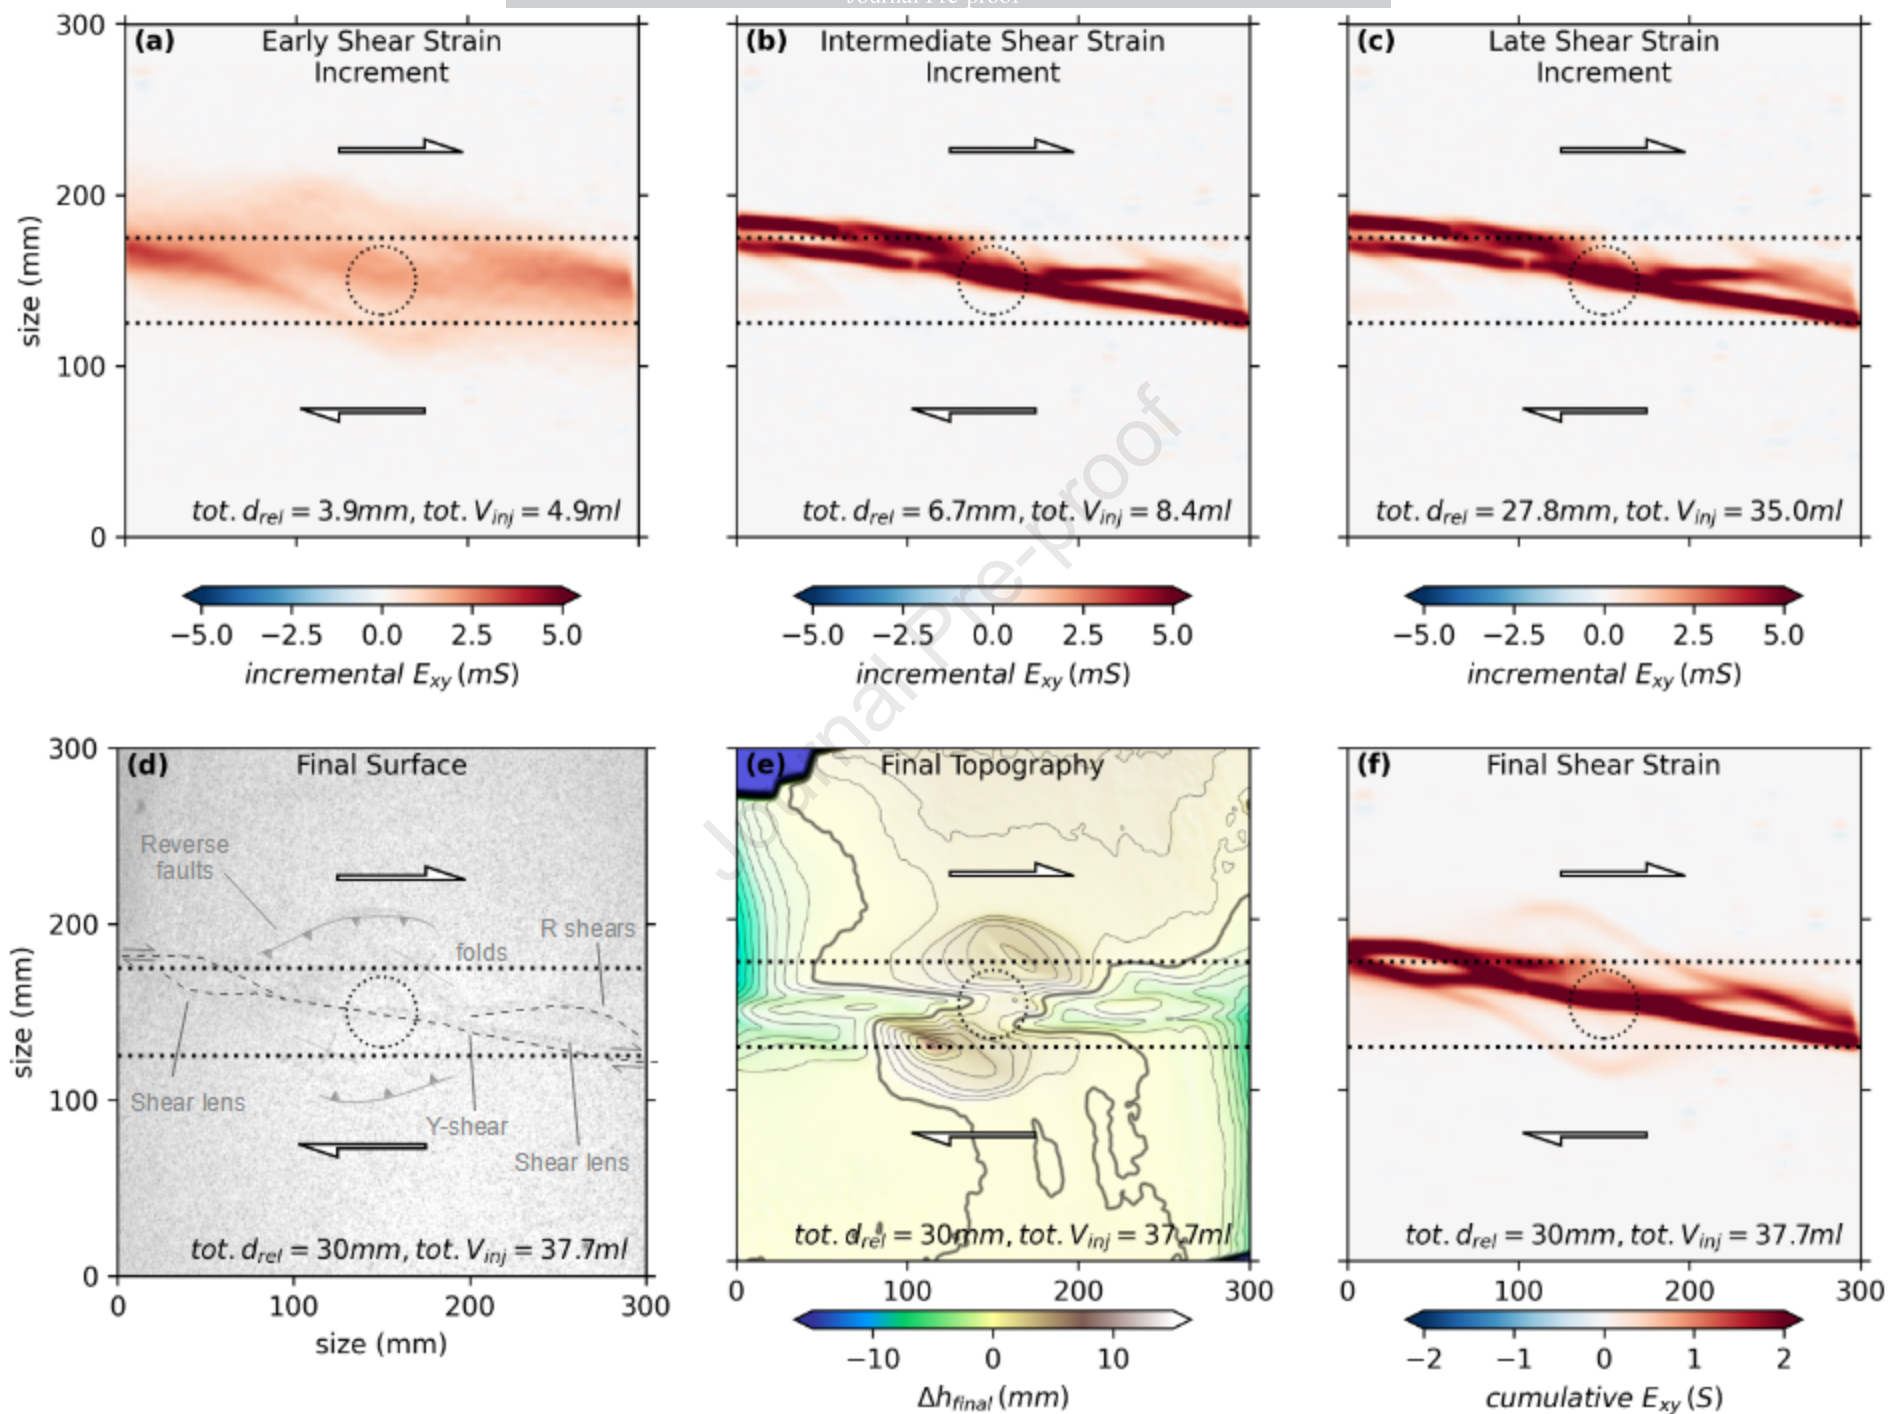 Journal Pre-proof
(a) Early Shear Strain Increment
(b) Intermediate Shear Strain Increment
(c) Late Shear Strain Increment
300
200
100
0
size (mm)
tot. d_rel = 3.9mm, tot. V_inj = 4.9ml
tot. d_rel = 6.7mm, tot. V_inj = 8.4ml
tot. d_rel = 27.8mm, tot. V_inj = 35.0ml
−5.0 −2.5 0.0 2.5 5.0
incremental E_xy (mS)
−5.0 −2.5 0.0 2.5 5.0
incremental E_xy (mS)
−5.0 −2.5 0.0 2.5 5.0
incremental E_xy (mS)
Journal Pre-proof
(d) Final Surface
(e) Final Topography
(f) Final Shear Strain
300
200
100
0
size (mm)
Reverse
faults
R shears
folds
Shear lens
Y-shear
Shear lens
tot. d_rel = 30mm, tot. V_inj = 37.7ml
tot. d_rel = 30mm, tot. V_inj = 37.7ml
tot. d_rel = 30mm, tot. V_inj = 37.7ml
0 100 200 300
size (mm)
0 100 200 300
−10 0 10
Δh_final (mm)
0 100 200 300
−2 −1 0 1 2
cumulative E_xy (S)